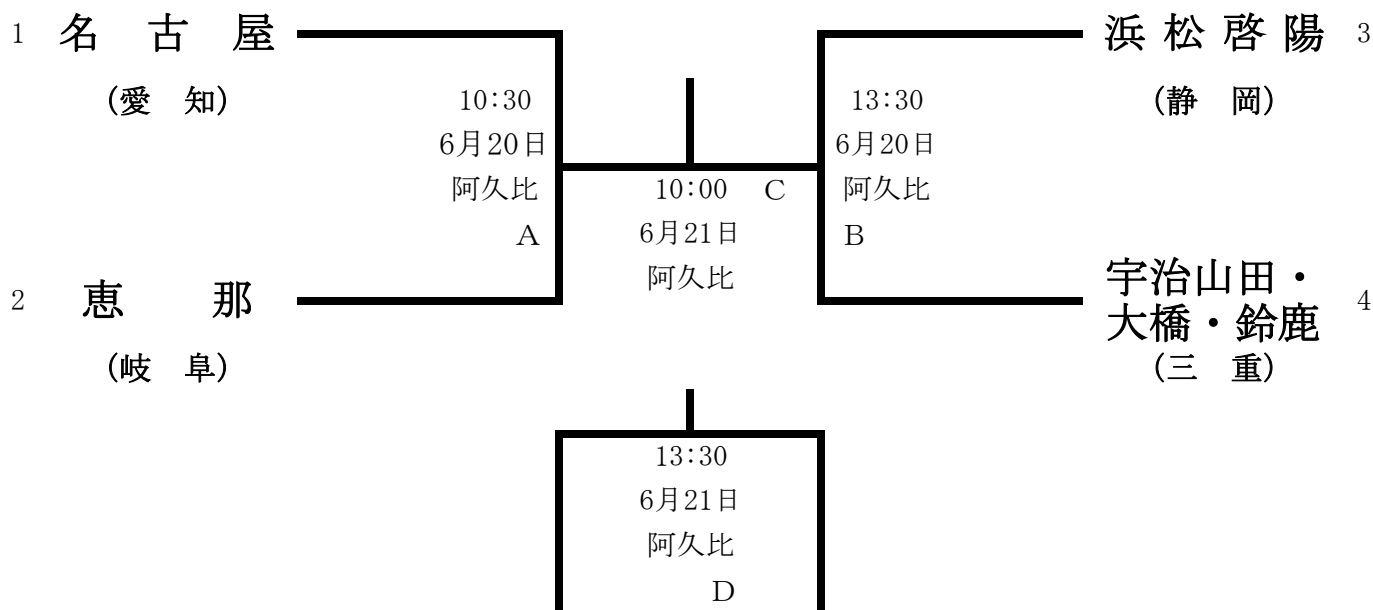 1 名 古 屋
(愛 知)
10:30
6月20日
阿久比
A
2 恵 那
(岐 阜)
10:00 C
6月21日
阿久比
浜 松 啓 陽 3
(静 岡)
13:30
6月20日
阿久比
B
宇治山田・
大橋・鈴鹿 4
(三 重)
13:30
6月21日
阿久比
D